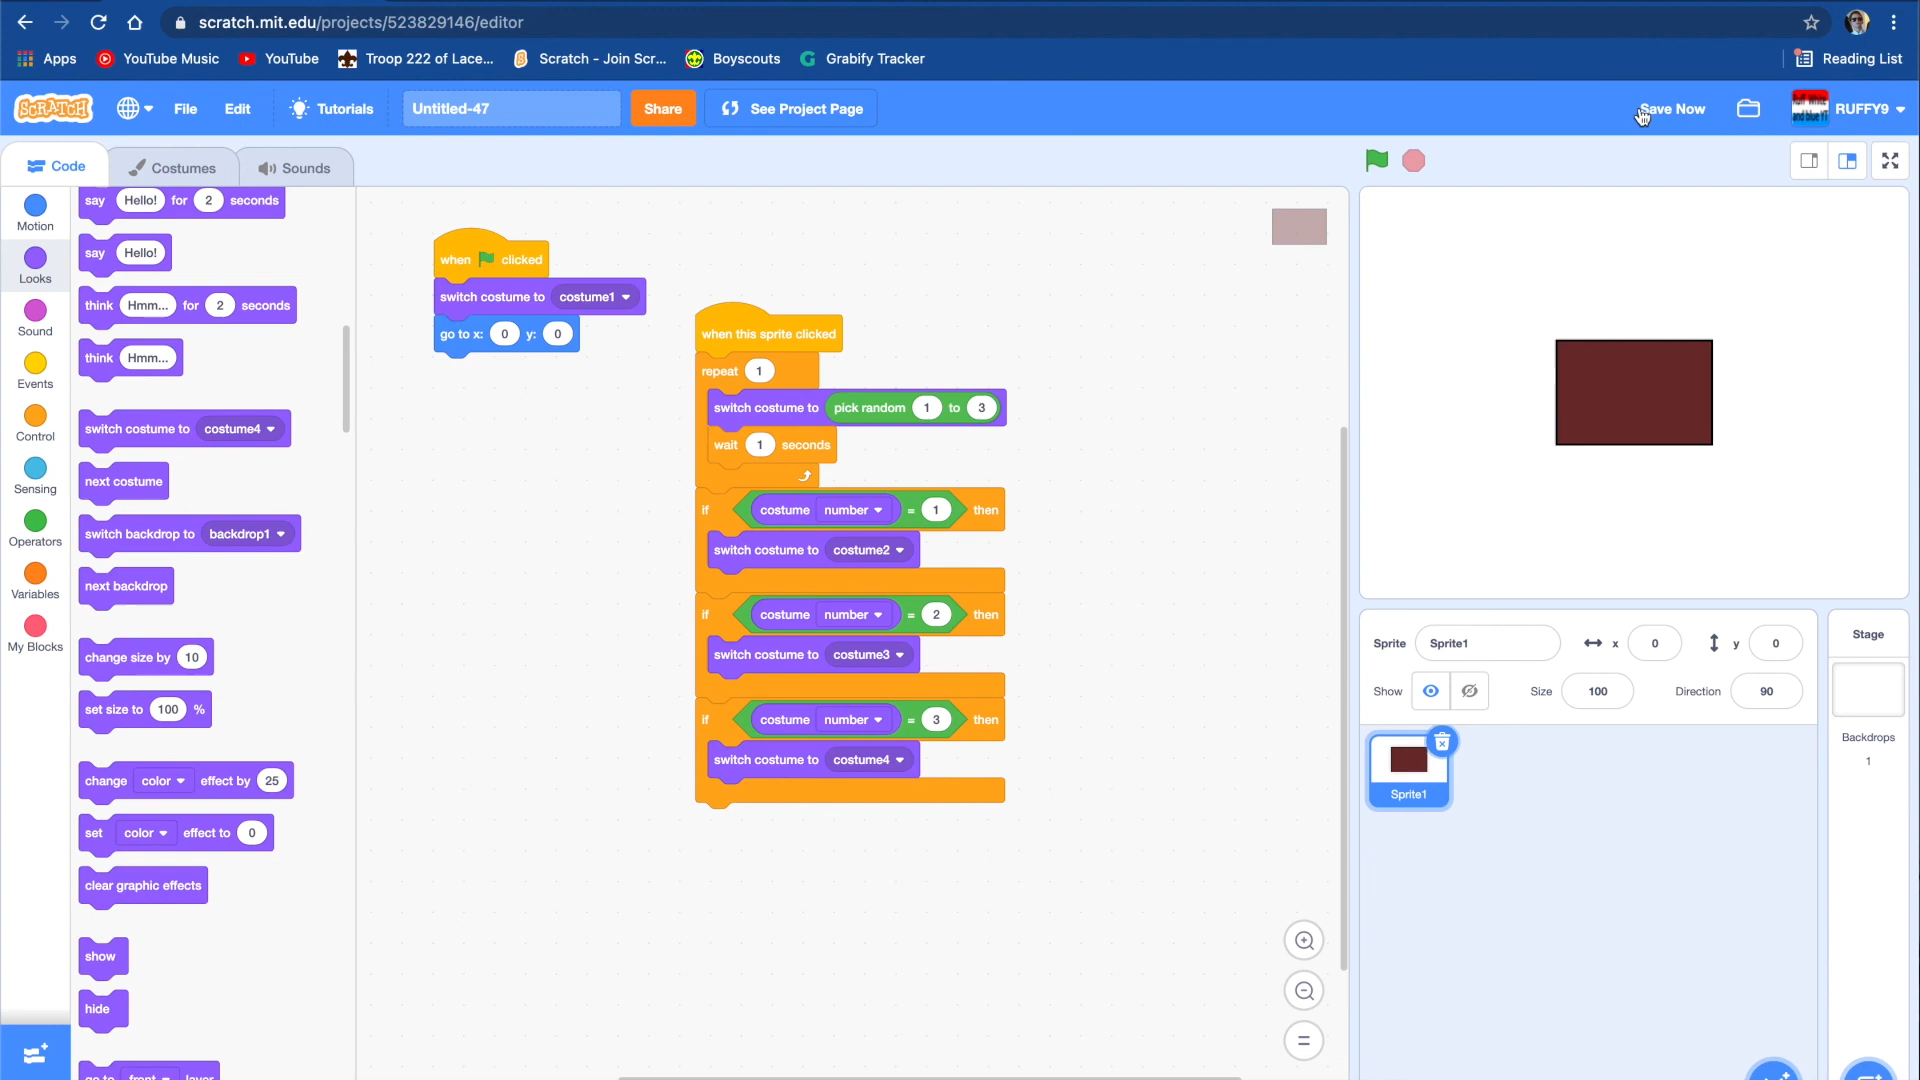 scratch.mit.edu/projects/523829146/editor
Apps YouTube Music YouTube Troop 222 of Lace... Scratch - Join Scr... Boyscouts Grabify Tracker Reading List
SCRATCH File Edit Tutorials Untitled-47 Share See Project Page Save Now RUFFY9
Code Costumes Sounds
Motion
Looks
Sound
Events
Control
Sensing
Operators
Variables
My Blocks
say Hello! for 2 seconds
say Hello!
think Hmm... for 2 seconds
think Hmm...
switch costume to costume4
next costume
switch backdrop to backdrop1
next backdrop
change size by 10
set size to 100 %
change color effect by 25
set color effect to 0
clear graphic effects
show
hide
go to front layer
when clicked
switch costume to costume1
go to x: 0 y: 0
when this sprite clicked
repeat 1
switch costume to pick random 1 to 3
wait 1 seconds
if costume number = 1 then
switch costume to costume2
if costume number = 2 then
switch costume to costume3
if costume number = 3 then
switch costume to costume4
Sprite Sprite1 x 0 y 0
Show Size 100 Direction 90
Sprite1
Stage
Backdrops
1